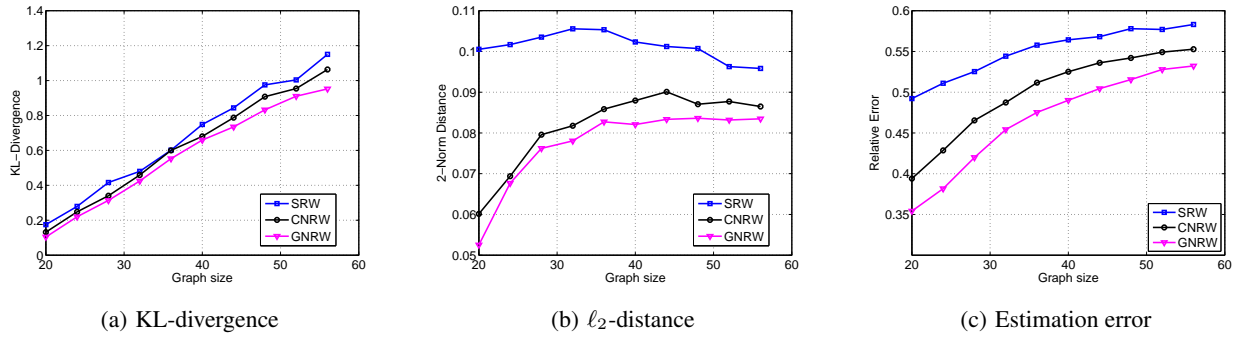 1.4
1.2
1
0.8
0.6
0.4
0.2
0
KL−Divergence
20 30 40 50 60
Graph size
SRW
CNRW
GNRW
(a) KL-divergence
0.11
0.1
0.09
0.08
0.07
0.06
0.05
2−Norm Distance
20 30 40 50 60
Graph size
SRW
CNRW
GNRW
(b) ℓ2-distance
0.6
0.55
0.5
0.45
0.4
0.35
Relative Error
20 30 40 50 60
Graph size
SRW
CNRW
GNRW
(c) Estimation error